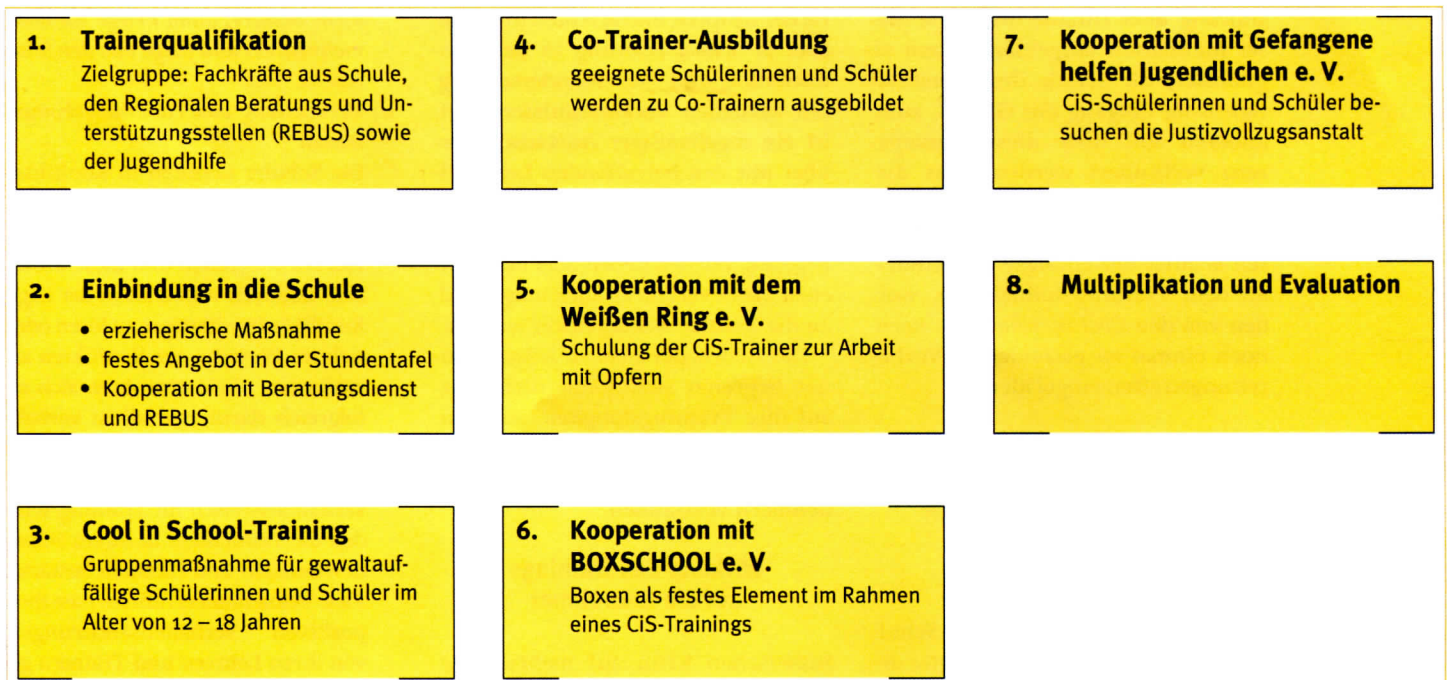 1. Trainerqualifikation
Zielgruppe: Fachkräfte aus Schule,
den Regionalen Beratungs und Un-
terstützungsstellen (REBUS) sowie
der Jugendhilfe
2. Einbindung in die Schule
• erzieherische Maßnahme
• festes Angebot in der Stundentafel
• Kooperation mit Beratungsdienst
und REBUS
3. Cool in School-Training
Gruppenmaßnahme für gewaltauf-
fällige Schülerinnen und Schüler im
Alter von 12 – 18 Jahren
4. Co-Trainer-Ausbildung
geeignete Schülerinnen und Schüler
werden zu Co-Trainern ausgebildet
5. Kooperation mit dem
Weißen Ring e. V.
Schulung der CiS-Trainer zur Arbeit
mit Opfern
6. Kooperation mit
BOXSCHOOL e. V.
Boxen als festes Element im Rahmen
eines CiS-Trainings
7. Kooperation mit Gefangene
helfen Jugendlichen e. V.
CiS-Schülerinnen und Schüler be-
suchen die Justizvollzugsanstalt
8. Multiplikation und Evaluation